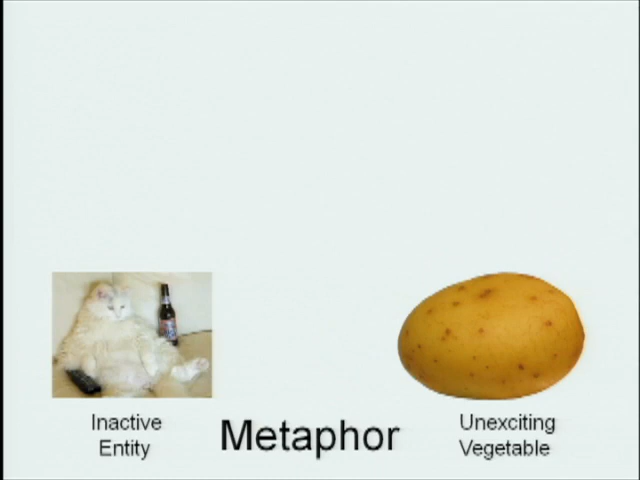 Inactive
Entity
Metaphor
Unexciting
Vegetable